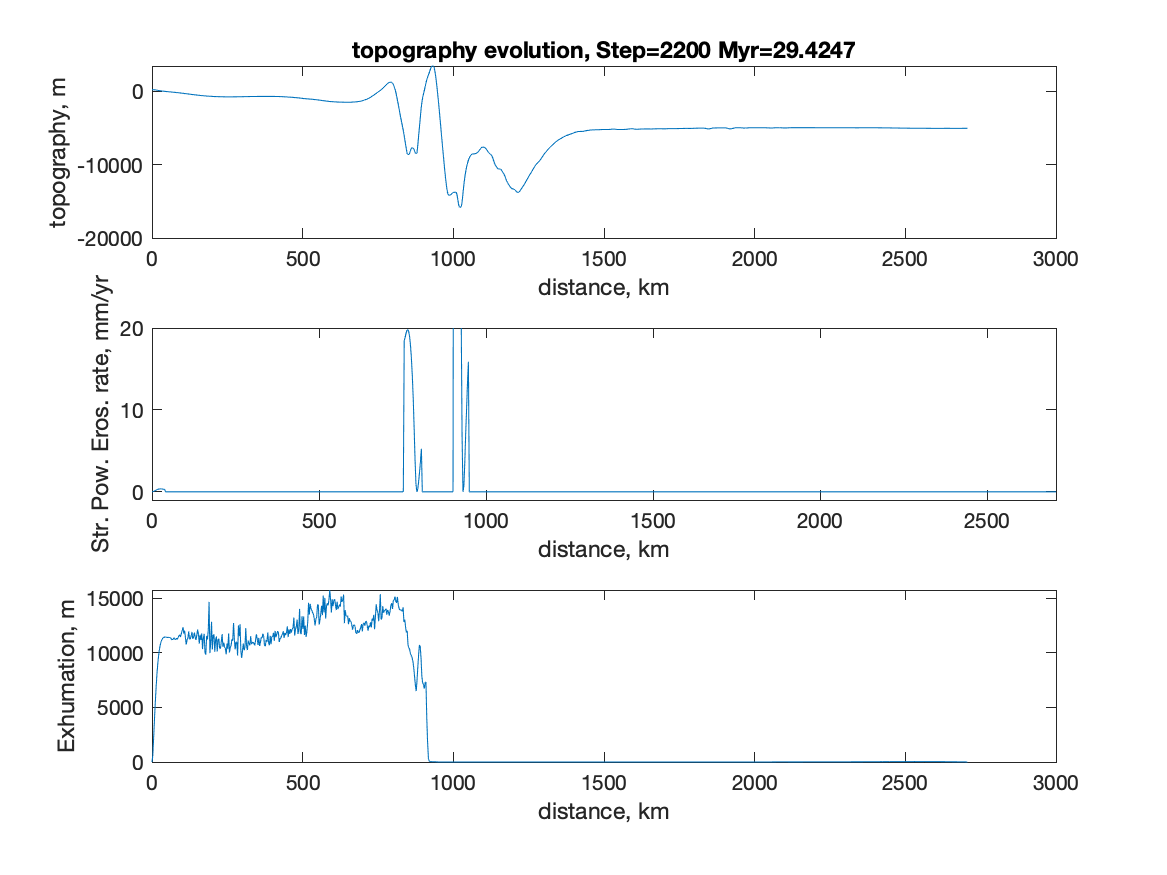 topography evolution, Step=2200 Myr=29.4247
topography, m
0
-10000
-20000
0 500 1000 1500 2000 2500 3000
distance, km
Str. Pow. Eros. rate, mm/yr
20
10
0
0 500 1000 1500 2000 2500
distance, km
Exhumation, m
15000
10000
5000
0
0 500 1000 1500 2000 2500 3000
distance, km